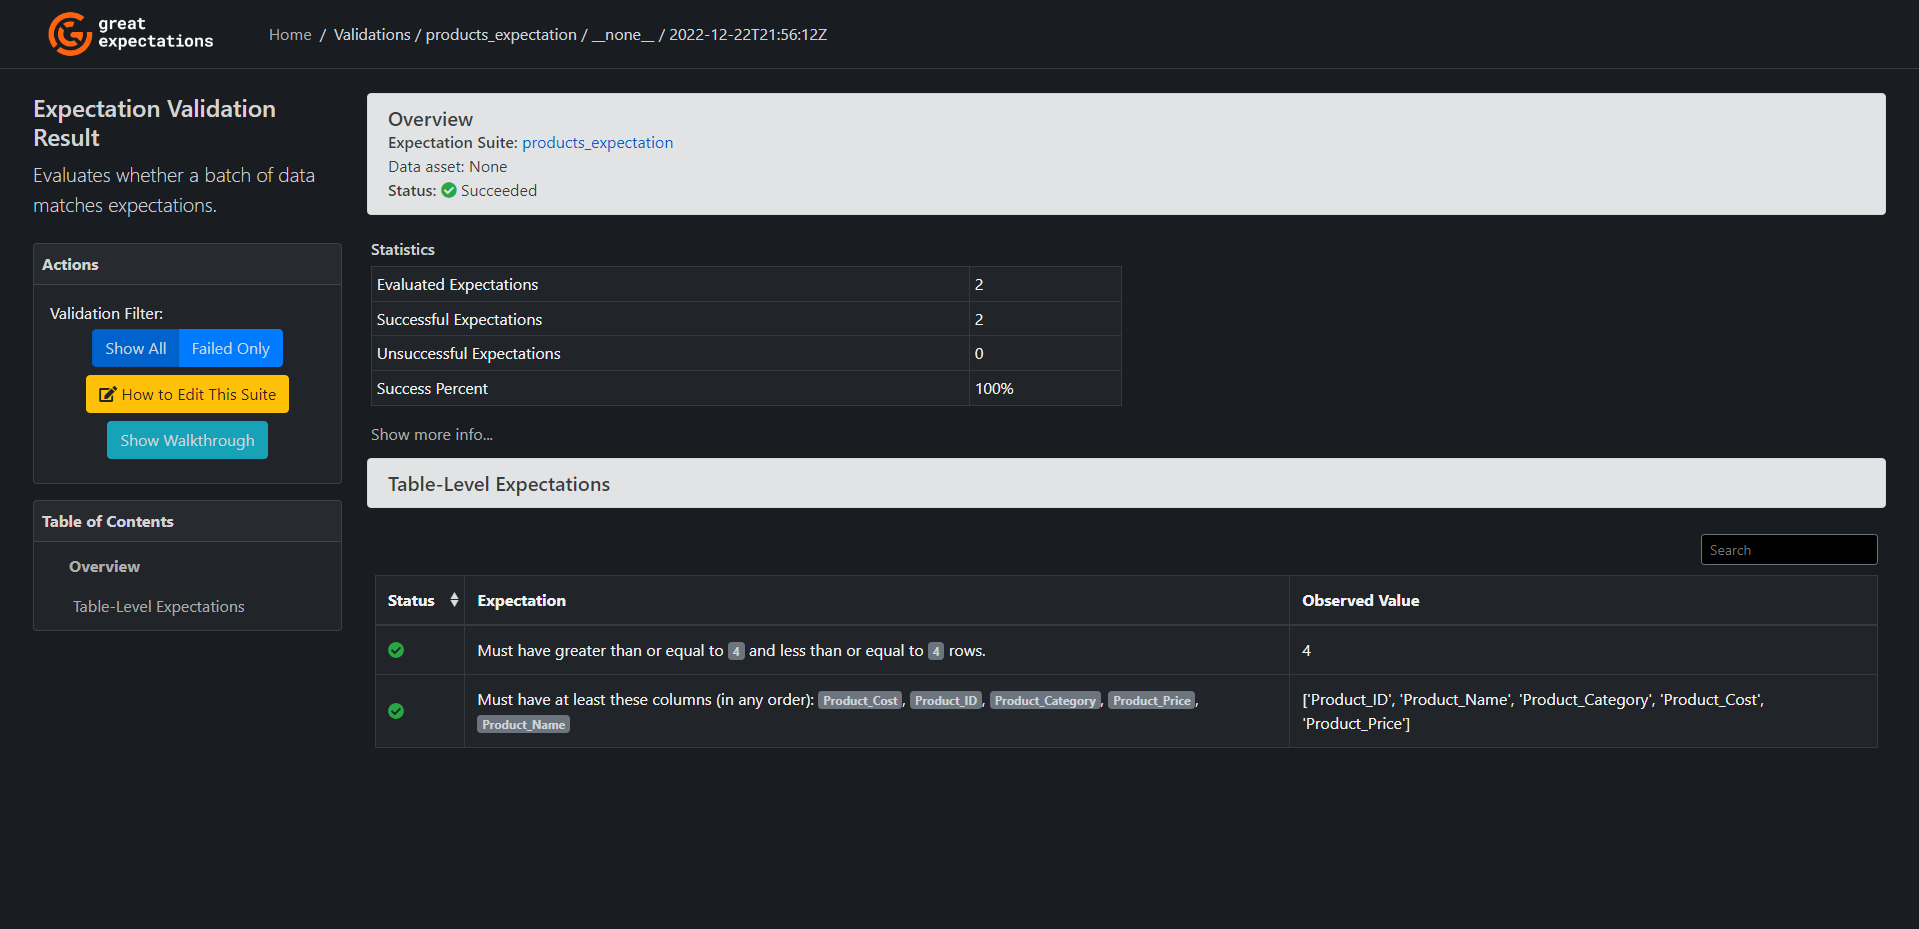 great
expectations
Home / Validations / products_expectation / __none__ / 2022-12-22T21:56:12Z
Expectation Validation
Result
Evaluates whether a batch of data
matches expectations.
Actions
Validation Filter:
Show All Failed Only
How to Edit This Suite
Show Walkthrough
Table of Contents
Overview
Table-Level Expectations
Overview
Expectation Suite: products_expectation
Data asset: None
Status: Succeeded
Statistics
Evaluated Expectations 2
Successful Expectations 2
Unsuccessful Expectations 0
Success Percent 100%
Show more info...
Table-Level Expectations
Search
Status Expectation Observed Value
Must have greater than or equal to 4 and less than or equal to 4 rows. 4
Must have at least these columns (in any order): Product_Cost, Product_ID, Product_Category, Product_Price, ['Product_ID', 'Product_Name', 'Product_Category', 'Product_Cost',
Product_Name 'Product_Price']